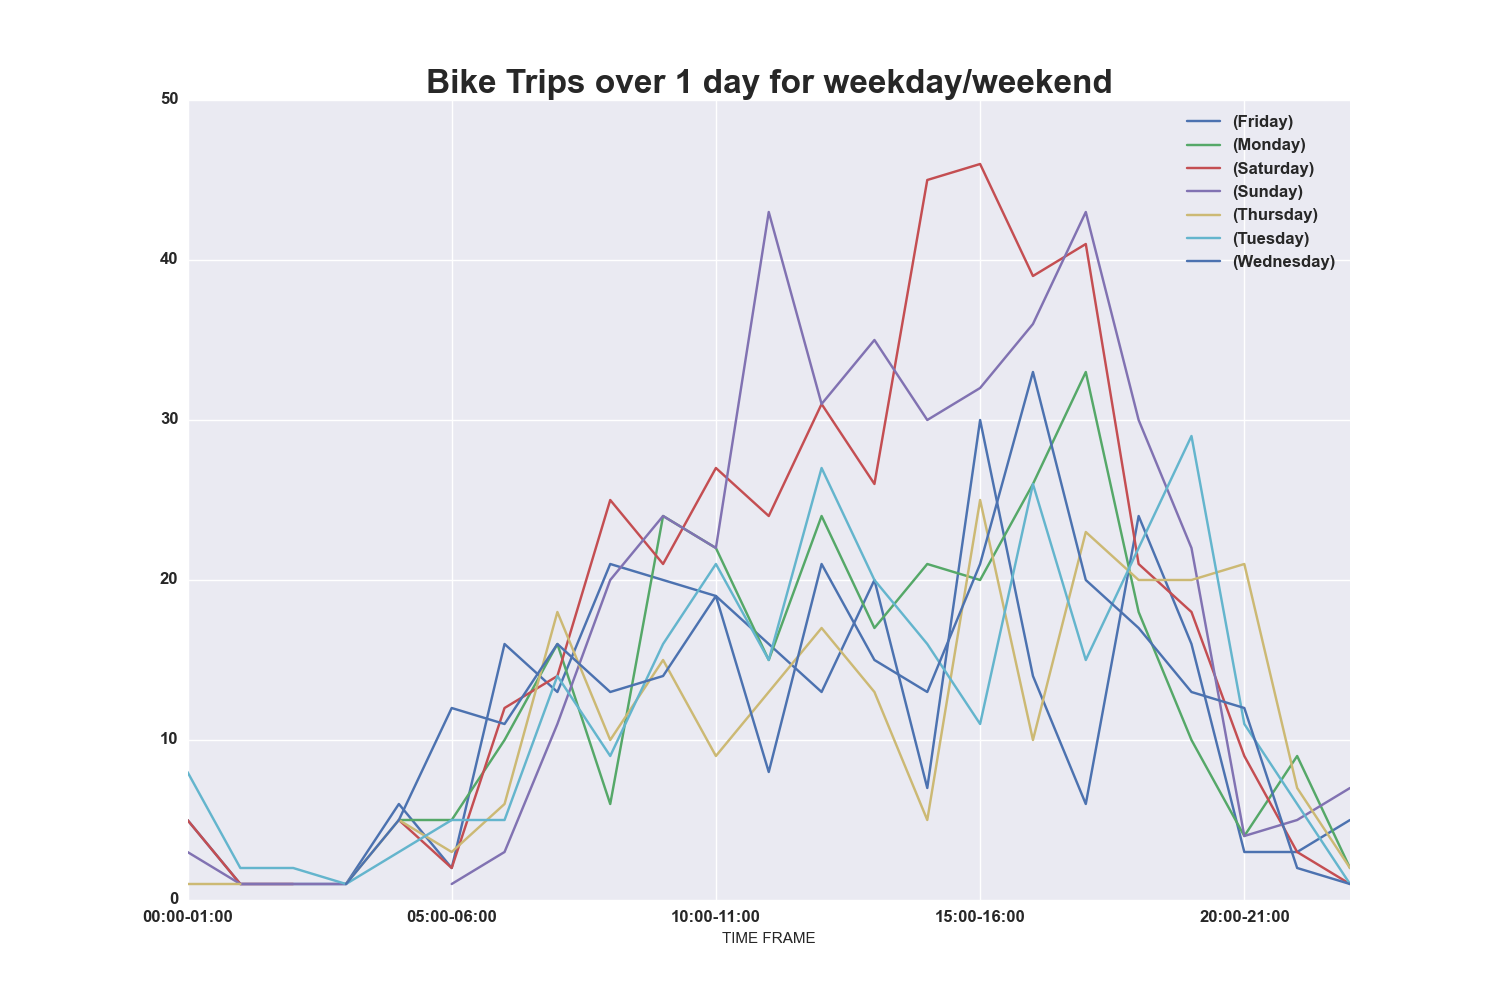 Bike Trips over 1 day for weekday/weekend
50
40
30
20
10
0
(Friday)
(Monday)
(Saturday)
(Sunday)
(Thursday)
(Tuesday)
(Wednesday)
00:00-01:00 05:00-06:00 10:00-11:00 15:00-16:00 20:00-21:00
TIME FRAME